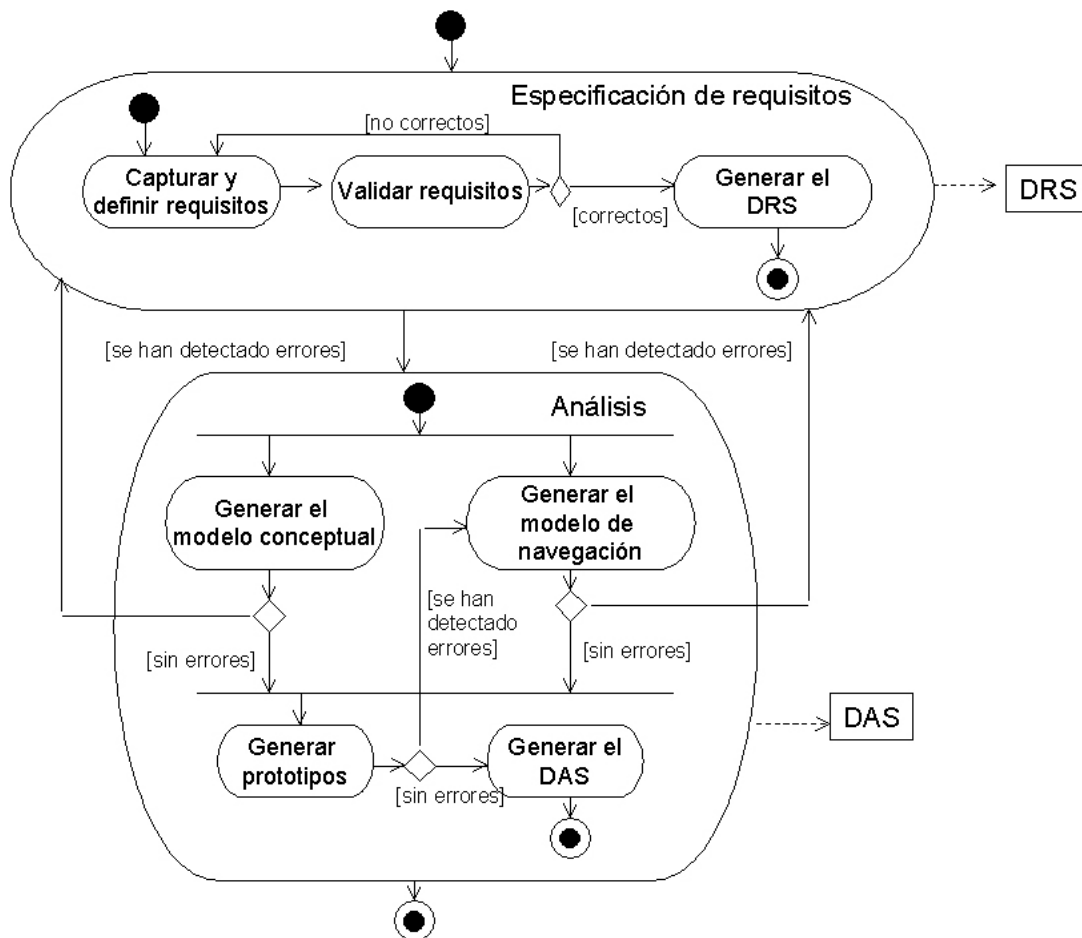 Especificación de requisitos
[no correctos]
Capturar y
definir requisitos
Validar requisitos
Generar el
DRS
[correctos]
DRS
[se han detectado errores]
[se han detectado errores]
Análisis
Generar el
modelo conceptual
Generar el
modelo de
navegación
[se han
detectado
errores]
[sin errores]
[sin errores]
Generar
prototipos
Generar el
DAS
[sin errores]
DAS